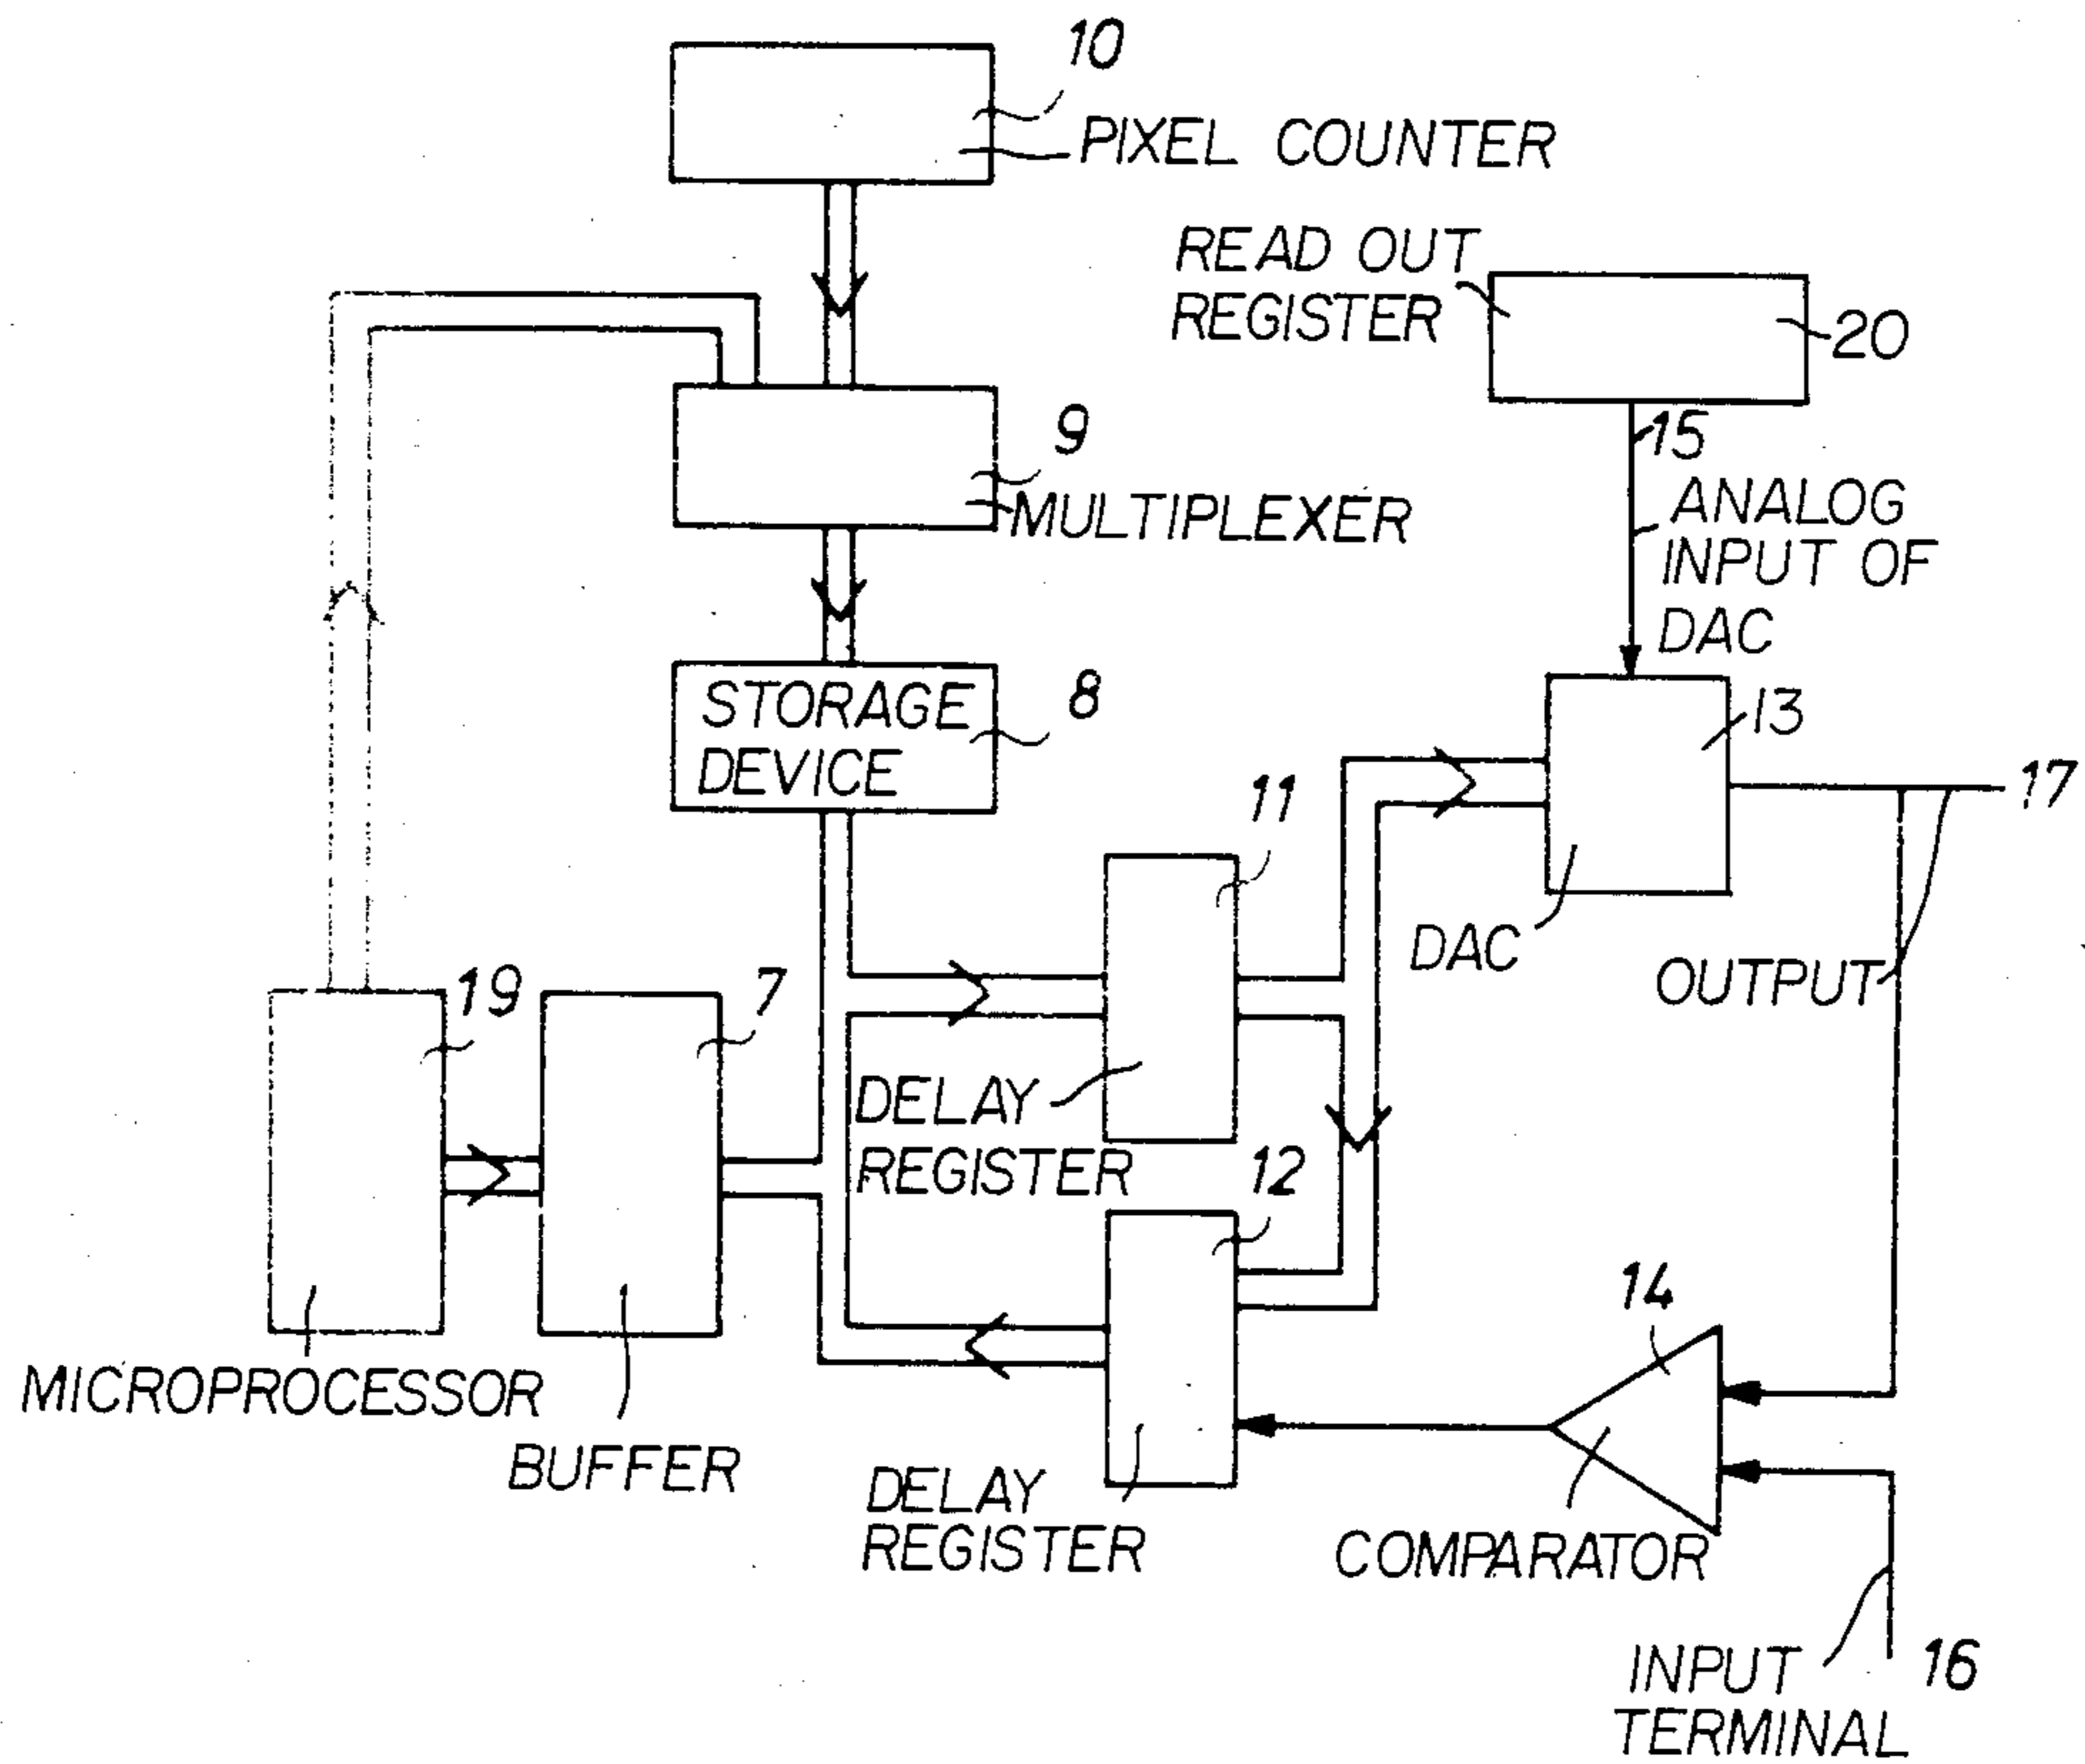 10
PIXEL COUNTER
READ OUT
REGISTER
20
15
ANALOG
INPUT OF
DAC
9
MULTIPLEXER
STORAGE
DEVICE
8
13
17
11
DAC
OUTPUT
19
7
DELAY
REGISTER
12
14
MICROPROCESSOR
BUFFER
DELAY
REGISTER
COMPARATOR
INPUT
TERMINAL
16